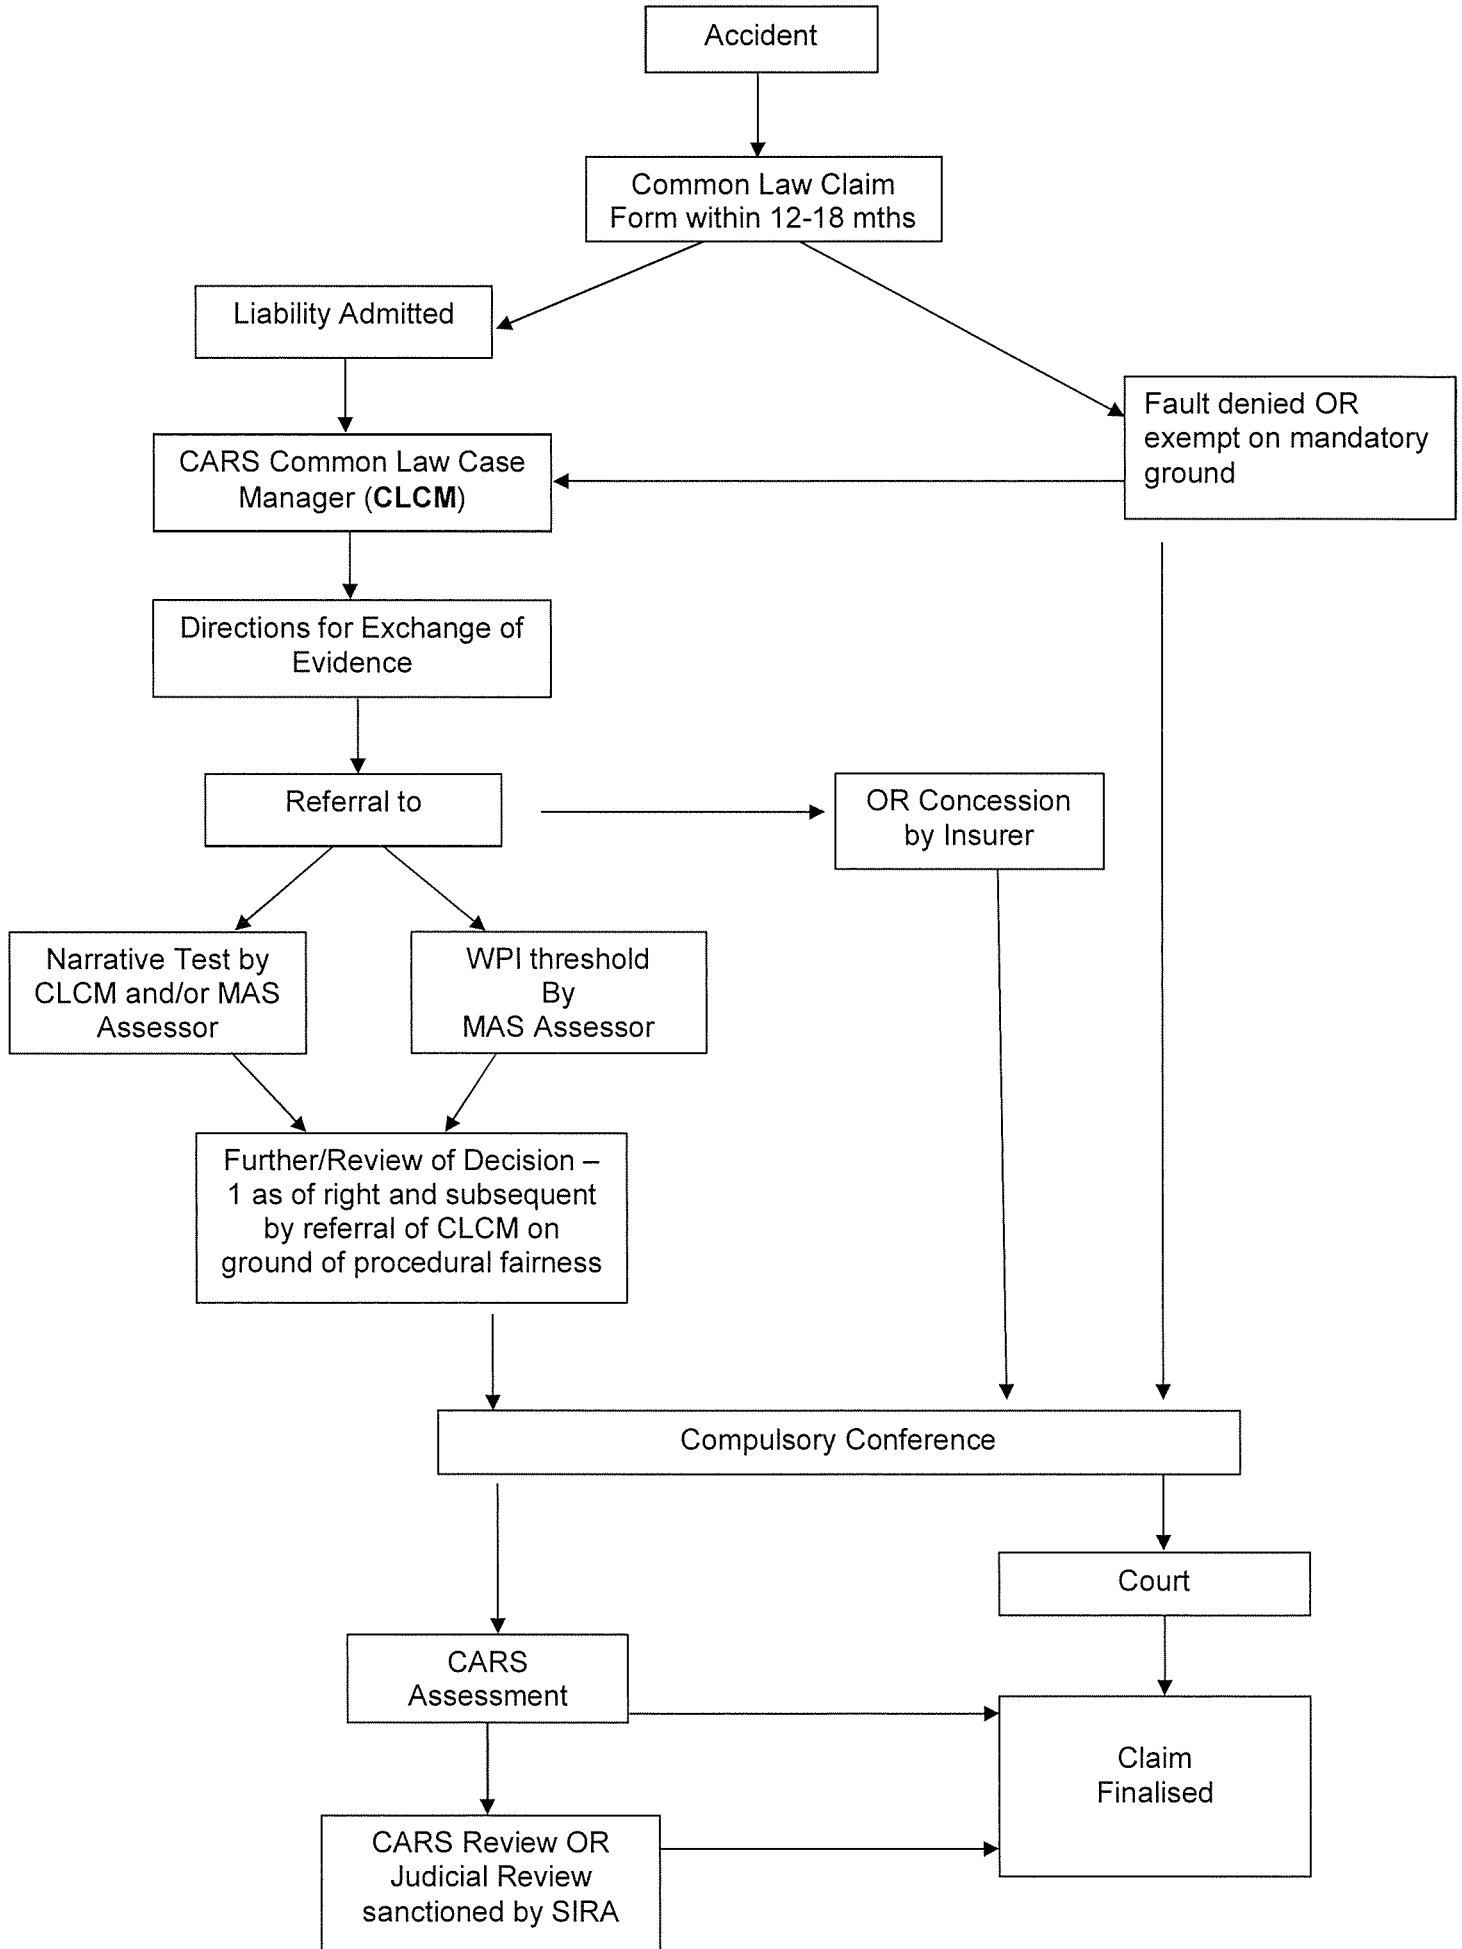 Accident
Common Law Claim
Form within 12-18 mths
Liability Admitted
Fault denied OR
exempt on mandatory
ground
CARS Common Law Case
Manager (CLCM)
Directions for Exchange of
Evidence
Referral to
OR Concession
by Insurer
Narrative Test by
CLCM and/or MAS
Assessor
WPI threshold
By
MAS Assessor
Further/Review of Decision –
1 as of right and subsequent
by referral of CLCM on
ground of procedural fairness
Compulsory Conference
Court
CARS
Assessment
Claim
Finalised
CARS Review OR
Judicial Review
sanctioned by SIRA